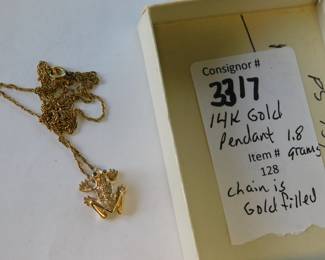 Consignor #
3317
14K Gold
Pendant 1.8
Item # grams
128
chain is
Gold filled